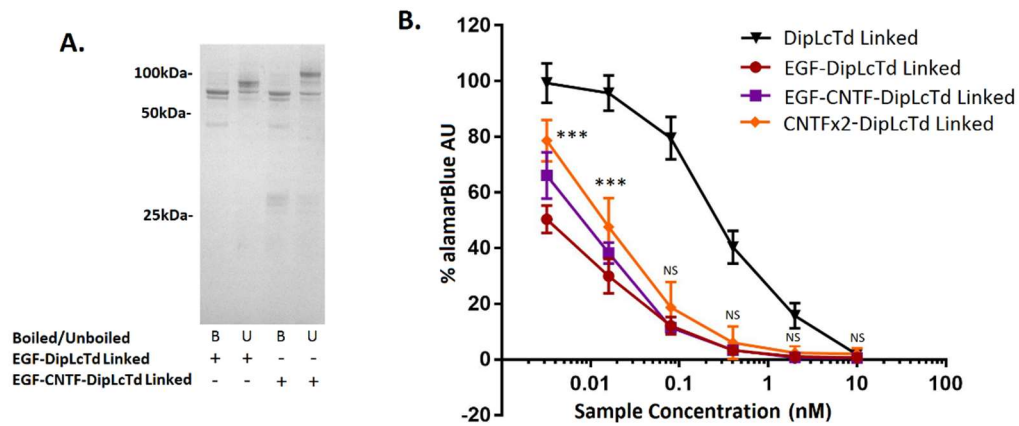 A.
100kDa-
50kDa-
25kDa-
Boiled/Unboiled B U B U
EGF-DipLcTd Linked + + - -
EGF-CNTF-DipLcTd Linked - - + +
B.
120
100
80
60
40
20
0
-20
% alamarBlue AU
*** 
***
NS
NS
NS
NS
0.01 0.1 1 10 100
Sample Concentration (nM)
DipLcTd Linked
EGF-DipLcTd Linked
EGF-CNTF-DipLcTd Linked
CNTFx2-DipLcTd Linked